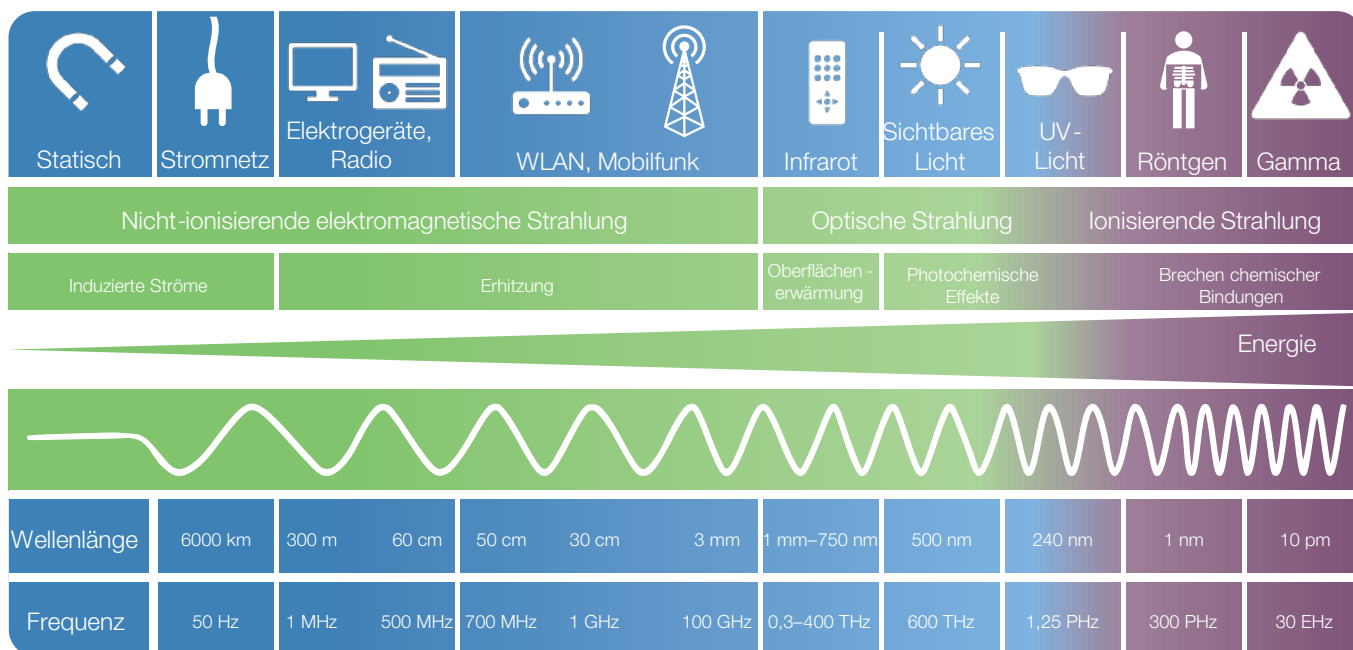 Statisch
Stromnetz
Elektrogeräte,
Radio
WLAN, Mobilfunk
Infrarot
Sichtbares
Licht
UV-
Licht
Röntgen
Gamma
Nicht-ionisierende elektromagnetische Strahlung
Optische Strahlung
Ionisierende Strahlung
Induzierte Ströme
Erhitzung
Oberflächen-
erwärmung
Photochemische
Effekte
Brechen chemischer
Bindungen
Energie
Wellenlänge 6000 km 300 m 60 cm 50 cm 30 cm 3 mm 1 mm–750 nm 500 nm 240 nm 1 nm 10 pm
Frequenz 50 Hz 1 MHz 500 MHz 700 MHz 1 GHz 100 GHz 0,3–400 THz 600 THz 1,25 PHz 300 PHz 30 EHz